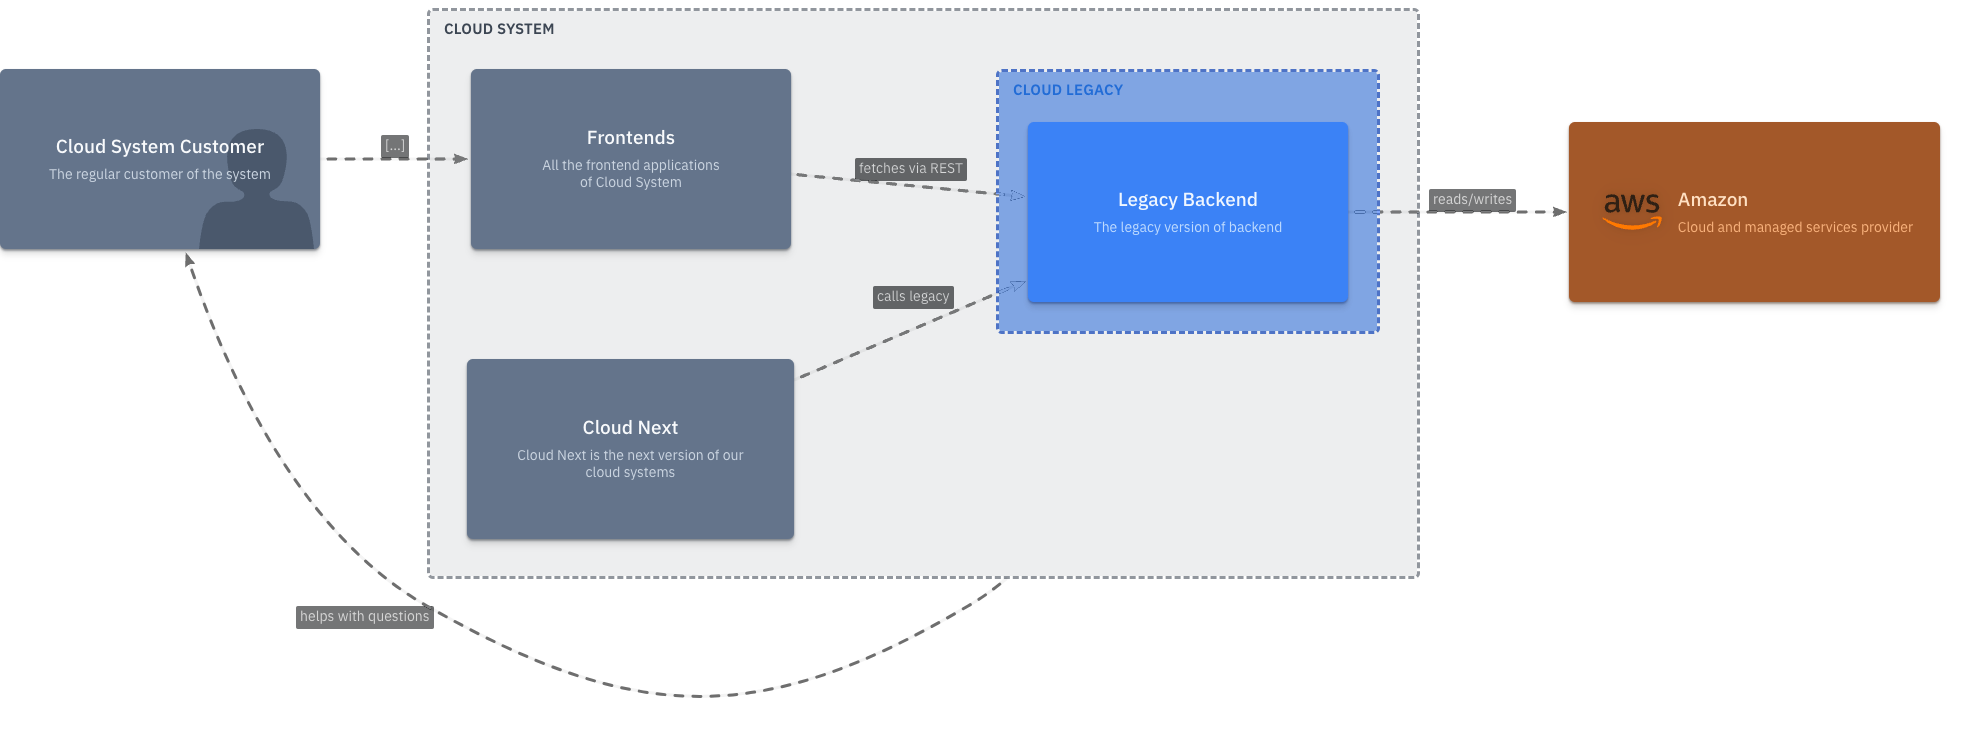 CLOUD SYSTEM
Cloud System Customer
The regular customer of the system
[...]
Frontends
All the frontend applications
of Cloud System
fetches via REST
CLOUD LEGACY
Legacy Backend
The legacy version of backend
reads/writes
aws
Amazon
Cloud and managed services provider
calls legacy
Cloud Next
Cloud Next is the next version of our
cloud systems
helps with questions